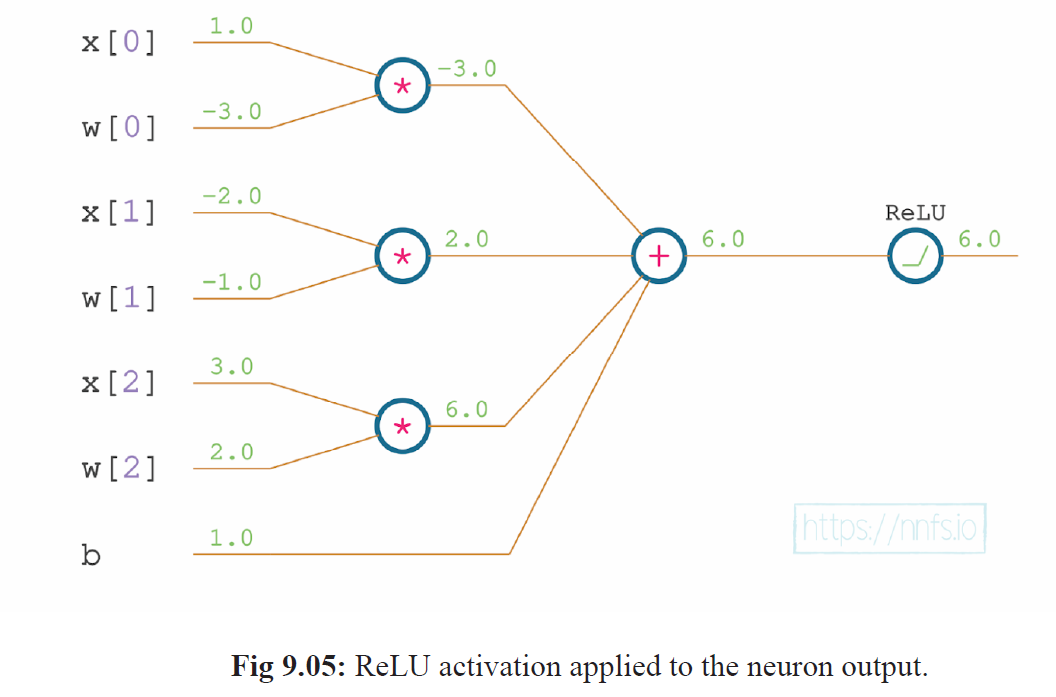 x[0] 1.0
* -3.0
w[0] -3.0
x[1] -2.0
* 2.0 + 6.0 ReLU 6.0
w[1] -1.0
x[2] 3.0
* 6.0
w[2] 2.0
b 1.0
https://nnfs.io
Fig 9.05: ReLU activation applied to the neuron output.